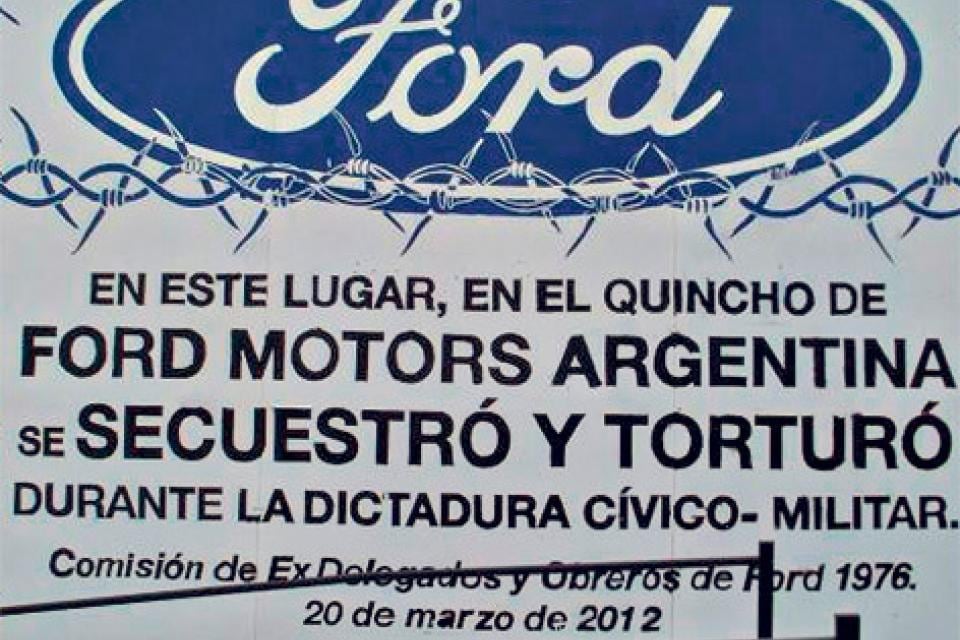 Ford
EN ESTE LUGAR, EN EL QUINCHO DE
FORD MOTORS ARGENTINA
SE SECUESTRÓ Y TORTURÓ
DURANTE LA DICTADURA CÍVICO- MILITAR.
Comisión de Ex Delegados y Obreros de Ford 1976.
20 de marzo de 2012